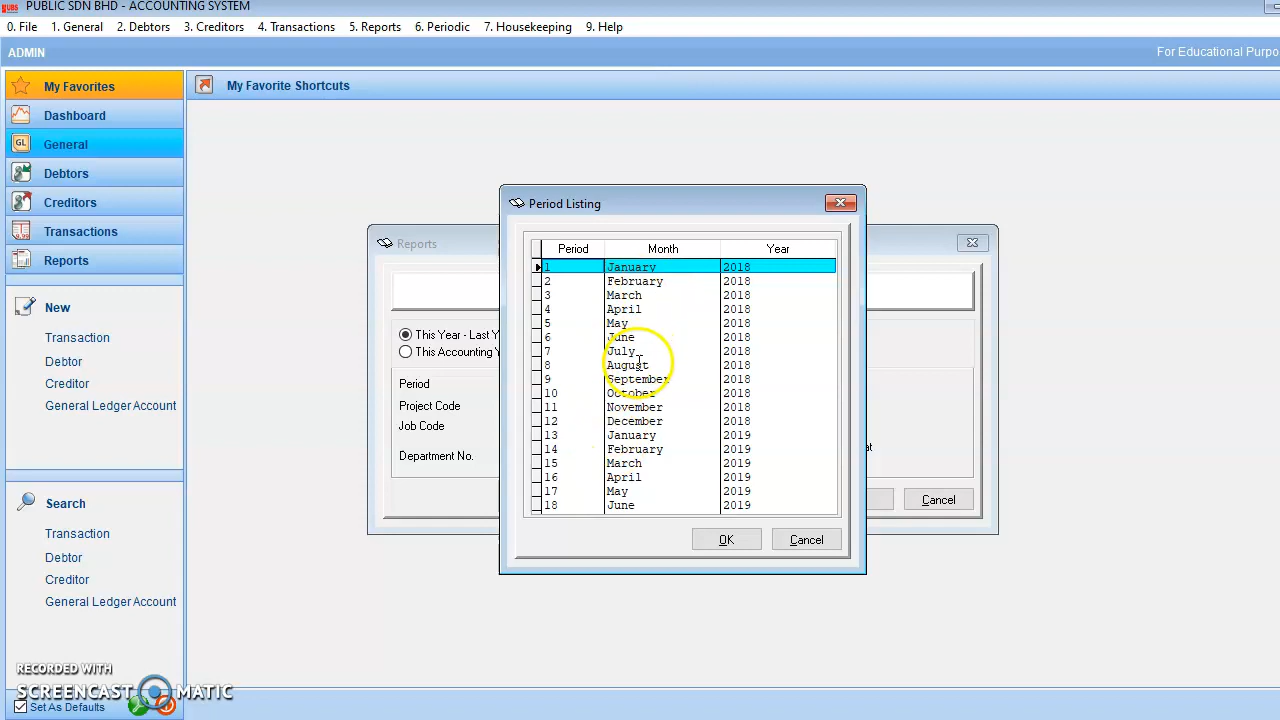 UBS PUBLIC SDN BHD - ACCOUNTING SYSTEM
0. File 1. General 2. Debtors 3. Creditors 4. Transactions 5. Reports 6. Periodic 7. Housekeeping 9. Help
ADMIN For Educational Purpo
My Favorites
Dashboard
GL General
Debtors
Creditors
Transactions
Reports
New
Transaction
Debtor
Creditor
General Ledger Account
Search
Transaction
Debtor
Creditor
General Ledger Account
RECORDED WITH
SCREENCAST MATIC
Set As Defaults
My Favorite Shortcuts
Reports
This Year - Last Y
This Accounting Y
Period
Project Code
Job Code
Department No.
at
Cancel
Period Listing
Period Month Year
1 January 2018
2 February 2018
3 March 2018
4 April 2018
5 May 2018
6 June 2018
7 July 2018
8 August 2018
9 September 2018
10 October 2018
11 November 2018
12 December 2018
13 January 2019
14 February 2019
15 March 2019
16 April 2019
17 May 2019
18 June 2019
OK Cancel